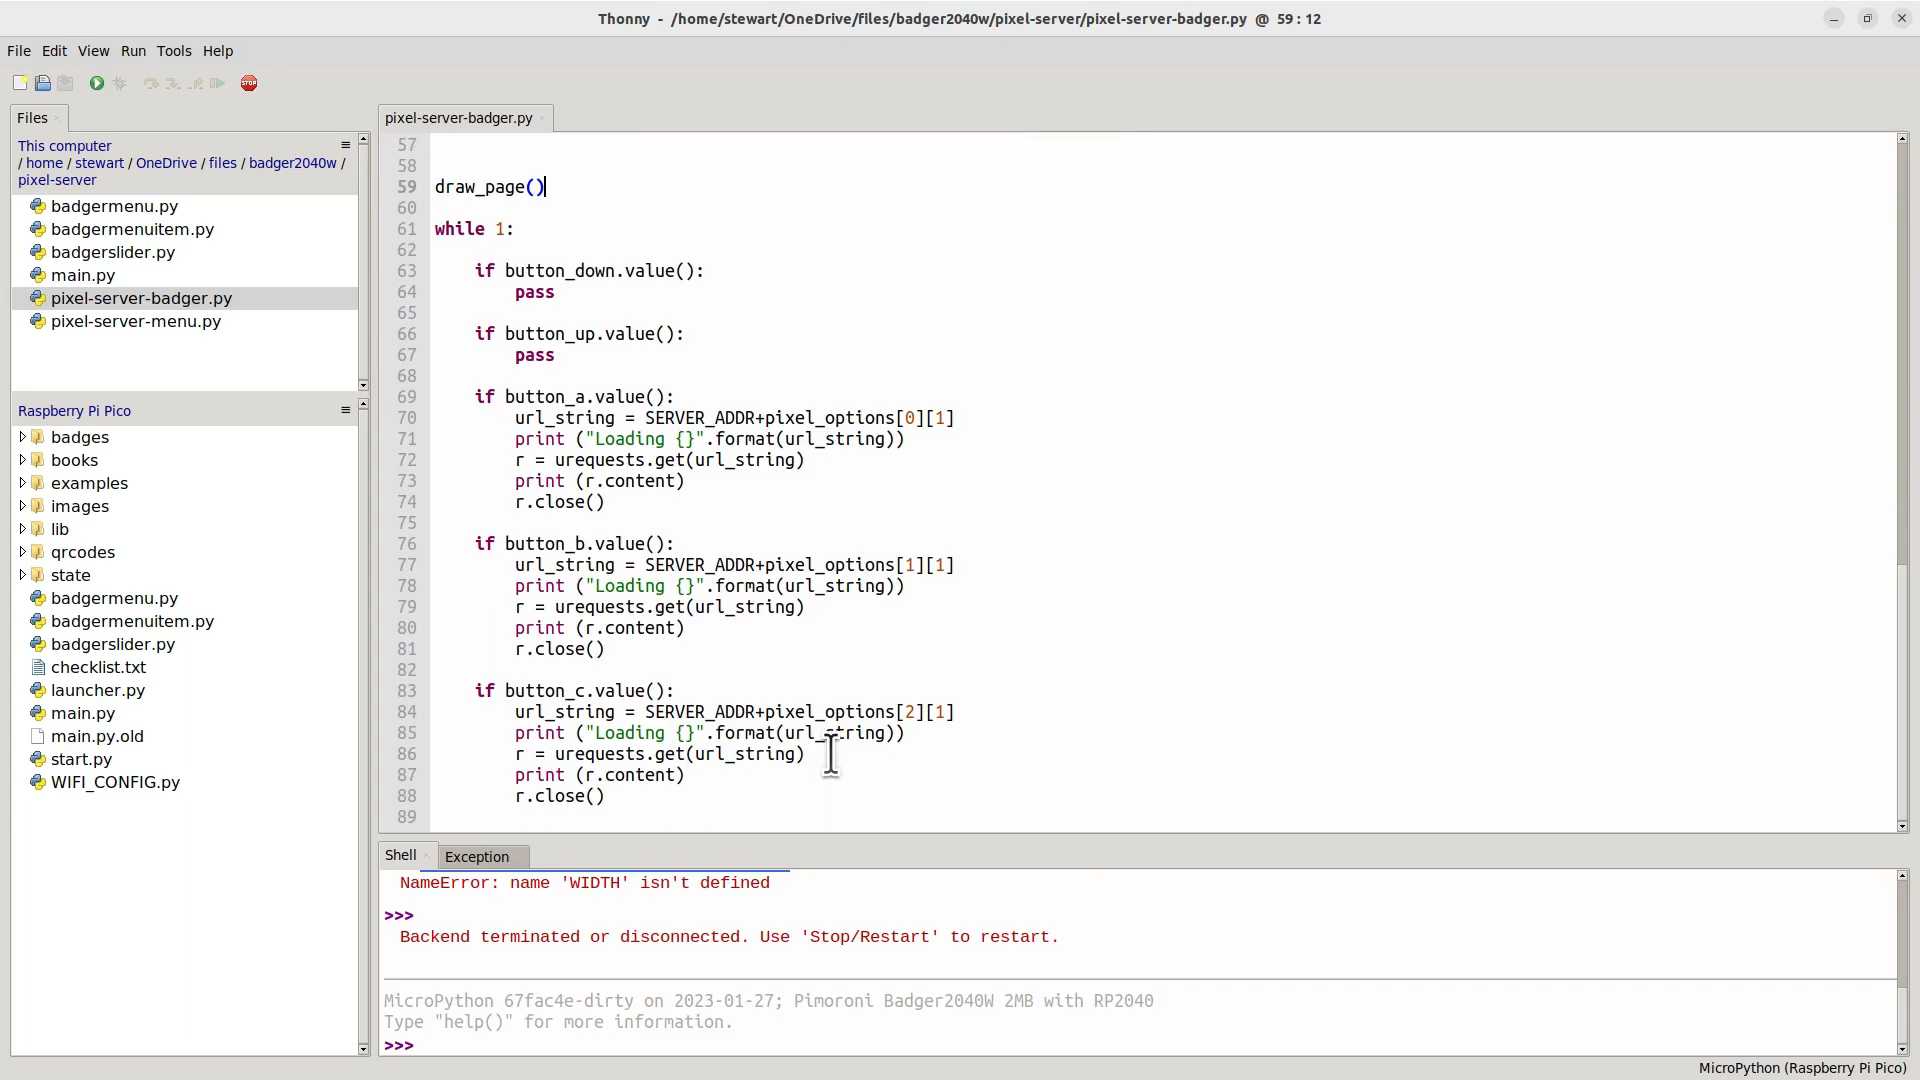 Thonny - /home/stewart/OneDrive/files/badger2040w/pixel-server/pixel-server-badger.py @ 59 : 12
File Edit View Run Tools Help
STOP
Files
This computer
/ home / stewart / OneDrive / files / badger2040w /
pixel-server
badgermenu.py
badgermenuitem.py
badgerslider.py
main.py
pixel-server-badger.py
pixel-server-menu.py
Raspberry Pi Pico
badges
books
examples
images
lib
qrcodes
state
badgermenu.py
badgermenuitem.py
badgerslider.py
checklist.txt
launcher.py
main.py
main.py.old
start.py
WIFI_CONFIG.py
pixel-server-badger.py
57
58
59 draw_page()
60
61 while 1:
62
63 if button_down.value():
64 pass
65
66 if button_up.value():
67 pass
68
69 if button_a.value():
70 url_string = SERVER_ADDR+pixel_options[0][1]
71 print ("Loading {}".format(url_string))
72 r = urequests.get(url_string)
73 print (r.content)
74 r.close()
75
76 if button_b.value():
77 url_string = SERVER_ADDR+pixel_options[1][1]
78 print ("Loading {}".format(url_string))
79 r = urequests.get(url_string)
80 print (r.content)
81 r.close()
82
83 if button_c.value():
84 url_string = SERVER_ADDR+pixel_options[2][1]
85 print ("Loading {}".format(url_string))
86 r = urequests.get(url_string)
87 print (r.content)
88 r.close()
89
Shell Exception
NameError: name 'WIDTH' isn't defined
>>>
Backend terminated or disconnected. Use 'Stop/Restart' to restart.
MicroPython 67fac4e-dirty on 2023-01-27; Pimoroni Badger2040W 2MB with RP2040
Type "help()" for more information.
>>>
MicroPython (Raspberry Pi Pico)